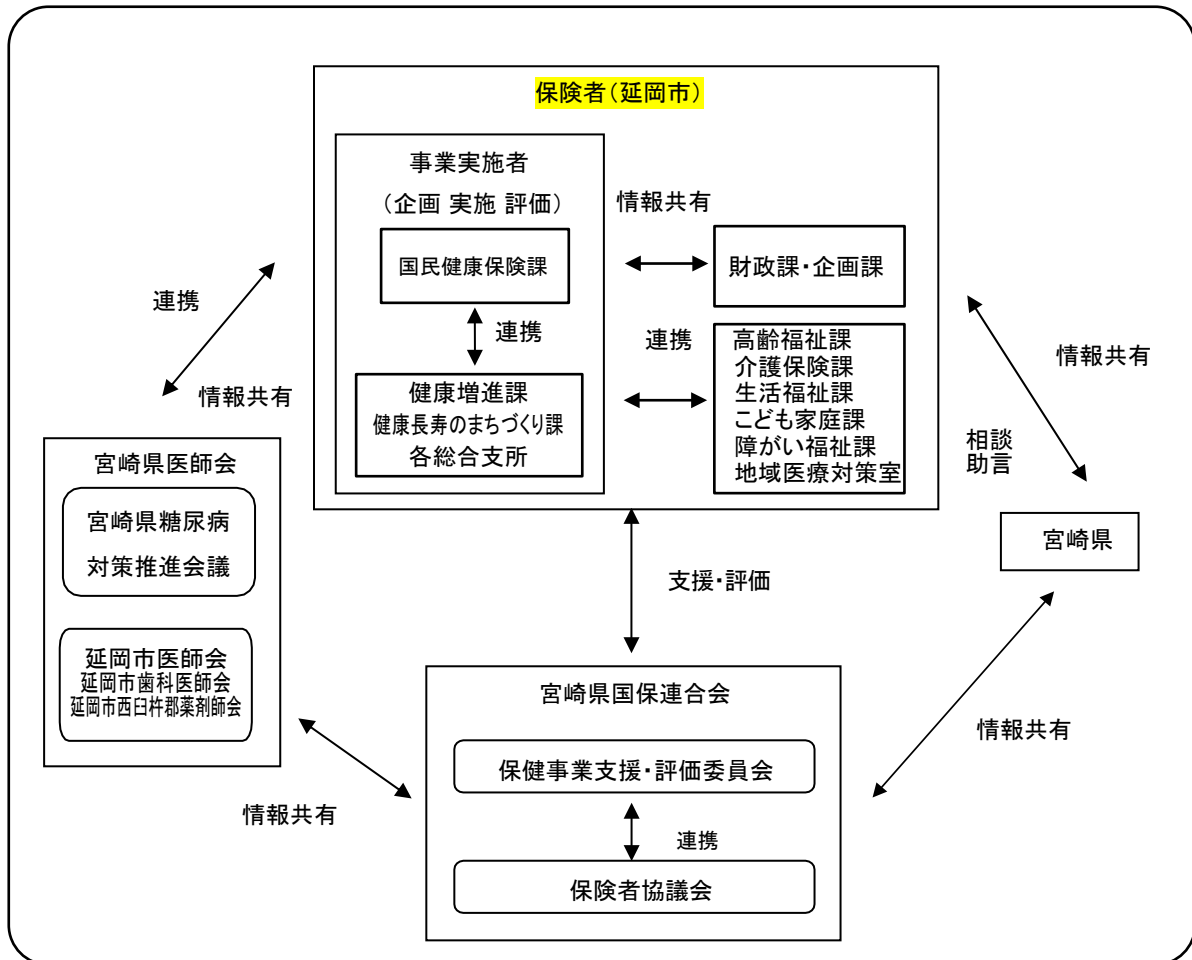 保険者(延岡市)
事業実施者
(企画 実施 評価)
国民健康保険課
連携
健康増進課
健康長寿のまちづくり課
各総合支所
情報共有
財政課・企画課
連携
高齢福祉課
介護保険課
生活福祉課
こども家庭課
障がい福祉課
地域医療対策室
連携
情報共有
情報共有
相談
助言
宮崎県医師会
宮崎県糖尿病
対策推進会議
延岡市医師会
延岡市歯科医師会
延岡市西臼杵郡薬剤師会
宮崎県
支援・評価
宮崎県国保連合会
保健事業支援・評価委員会
連携
保険者協議会
情報共有
情報共有